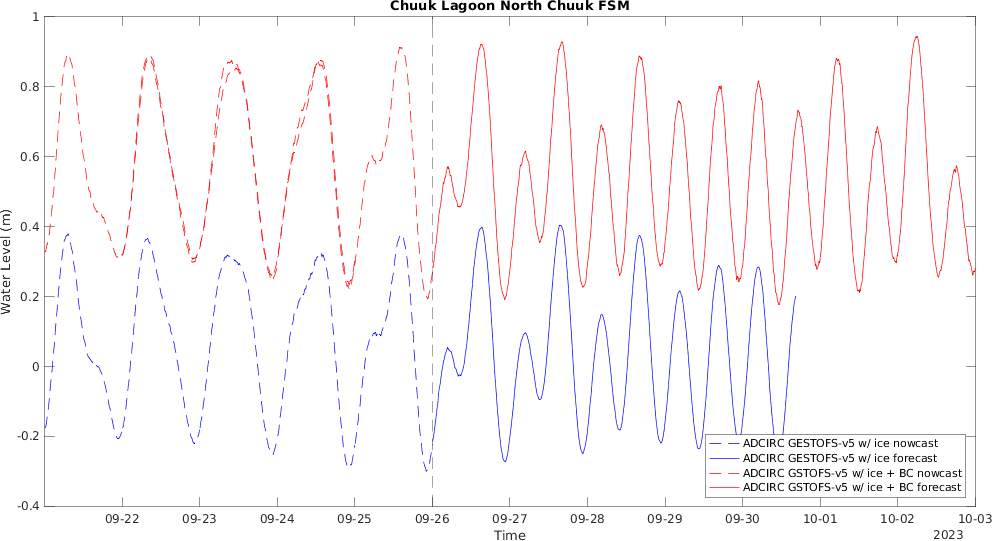 Chuuk Lagoon North Chuuk FSM
Water Level (m)
1
0.8
0.6
0.4
0.2
0
-0.2
-0.4
ADCIRC GESTOFS-v5 w/ ice nowcast
ADCIRC GESTOFS-v5 w/ ice forecast
ADCIRC GSTOFS-v5 w/ ice + BC nowcast
ADCIRC GSTOFS-v5 w/ ice + BC forecast
09-22 09-23 09-24 09-25 09-26 09-27 09-28 09-29 09-30 10-01 10-02 10-03
Time
2023